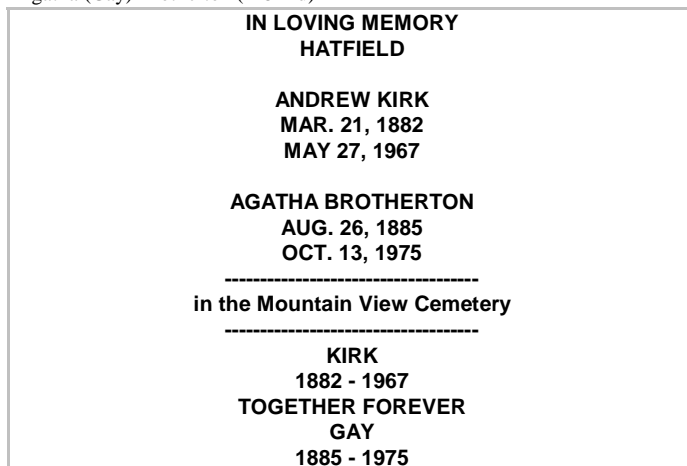 IN LOVING MEMORY
HATFIELD
ANDREW KIRK
MAR. 21, 1882
MAY 27, 1967
AGATHA BROTHERTON
AUG. 26, 1885
OCT. 13, 1975
------------------------------------
in the Mountain View Cemetery
------------------------------------
KIRK
1882 - 1967
TOGETHER FOREVER
GAY
1885 - 1975